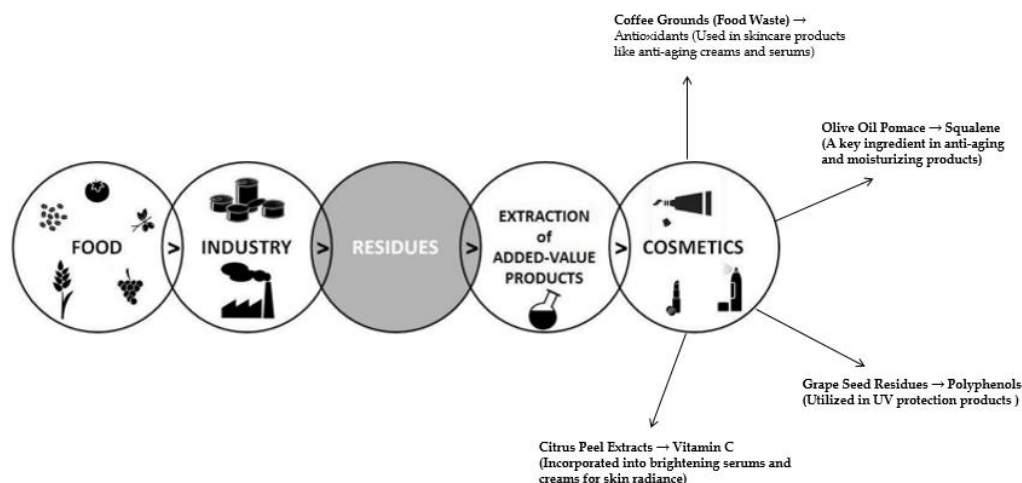 Coffee Grounds (Food Waste) →
Antioxidants (Used in skincare products
like anti-aging creams and serums)
Olive Oil Pomace → Squalene
(A key ingredient in anti-aging
and moisturizing products)
FOOD
>
INDUSTRY
>
RESIDUES
>
EXTRACTION
of
ADDED-VALUE
PRODUCTS
>
COSMETICS
Grape Seed Residues → Polyphenols
(Utilized in UV protection products )
Citrus Peel Extracts → Vitamin C
(Incorporated into brightening serums and
creams for skin radiance)